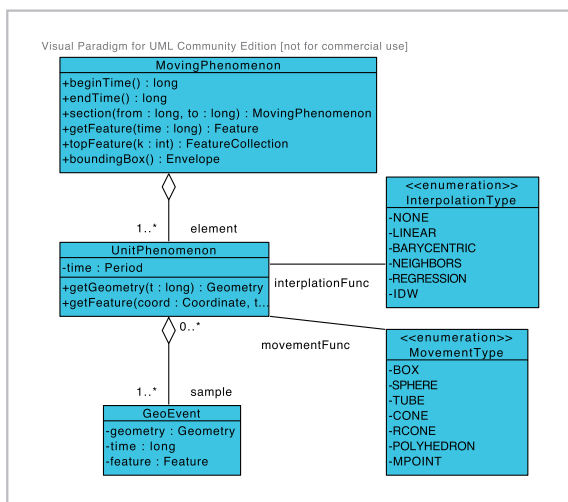 Visual Paradigm for UML Community Edition [not for commercial use]
MovingPhenomenon
+beginTime() : long
+endTime() : long
+section(from : long, to : long) : MovingPhenomenon
+getFeature(time : long) : Feature
+topFeature(k : int) : FeatureCollection
+boundingBox() : Envelope
1..* element
UnitPhenomenon
-time : Period
+getGeometry(t : long) : Geometry
+getFeature(coord : Coordinate, t...
interplationFunc
<<enumeration>>
InterpolationType
-NONE
-LINEAR
-BARYCENTRIC
-NEIGHBORS
-REGRESSION
-IDW
0..*
movementFunc
1..* sample
GeoEvent
-geometry : Geometry
-time : long
-feature : Feature
<<enumeration>>
MovementType
-BOX
-SPHERE
-TUBE
-CONE
-RCONE
-POLYHEDRON
-MPOINT